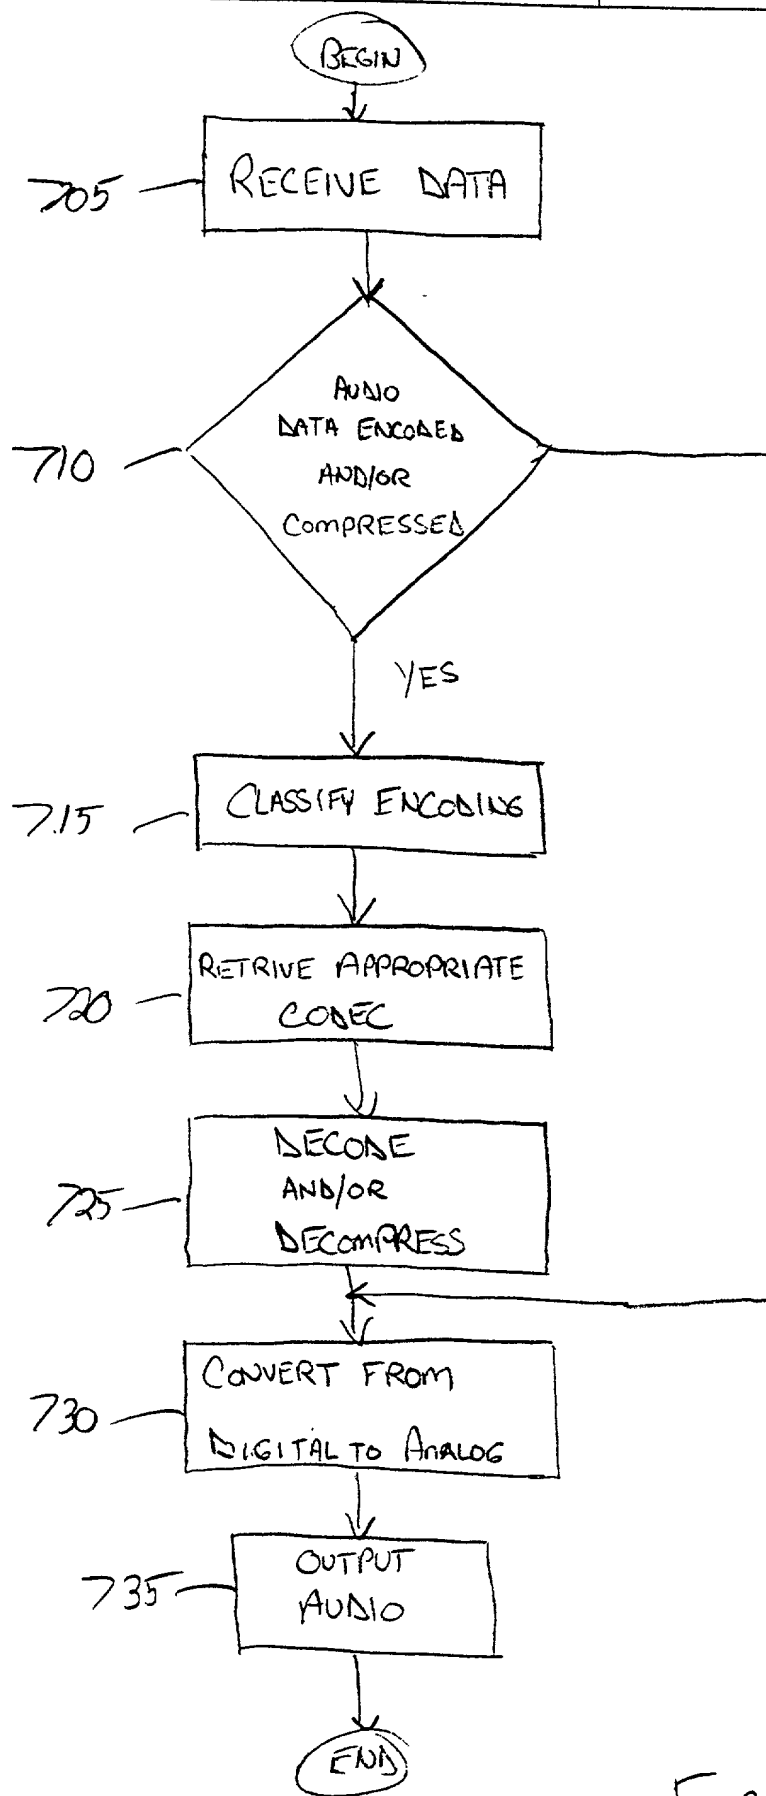 BEGIN
705
RECEIVE DATA
710
AUDIO
DATA ENCODED
AND/OR
COMPRESSED
YES
715
CLASSIFY ENCODING
720
RETRIVE APPROPRIATE
CODEC
725
DECODE
AND/OR
DECOMPRESS
730
CONVERT FROM
DIGITAL TO ANALOG
735
OUTPUT
AUDIO
END